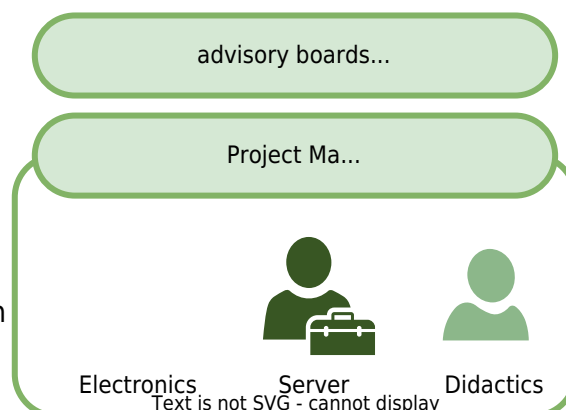 advisory boards...
Project Ma...
n
Electronics Server Didactics
Text is not SVG - cannot display